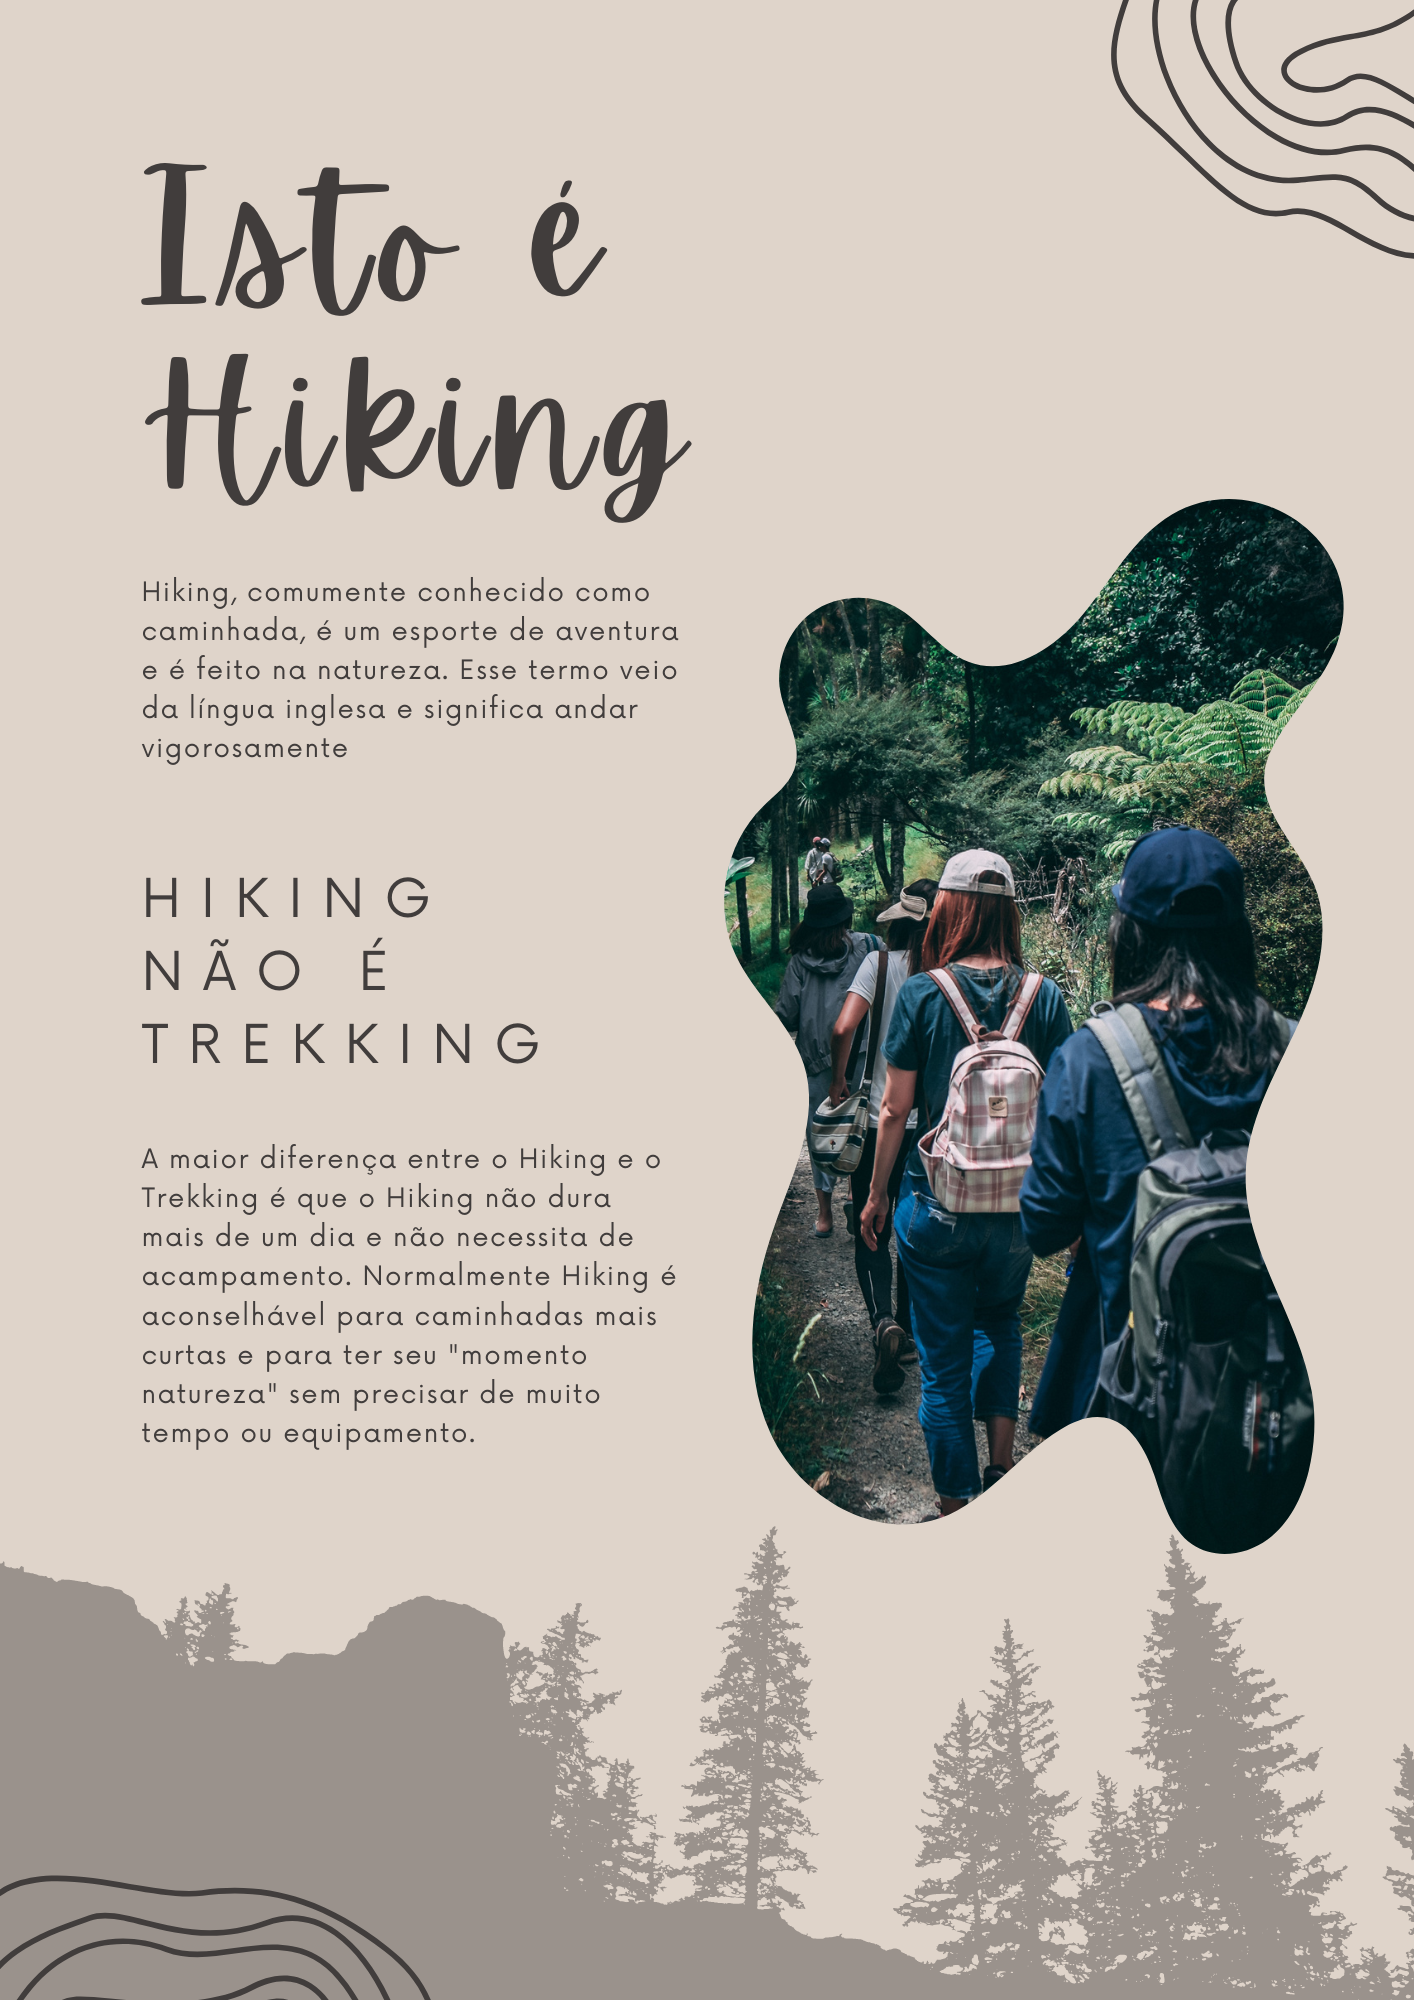 Isto é
Hiking
Hiking, comumente conhecido como
caminhada, é um esporte de aventura
e é feito na natureza. Esse termo veio
da língua inglesa e significa andar
vigorosamente
HIKING
NÃO É
TREKKING
A maior diferença entre o Hiking e o
Trekking é que o Hiking não dura
mais de um dia e não necessita de
acampamento. Normalmente Hiking é
aconselhável para caminhadas mais
curtas e para ter seu "momento
natureza" sem precisar de muito
tempo ou equipamento.